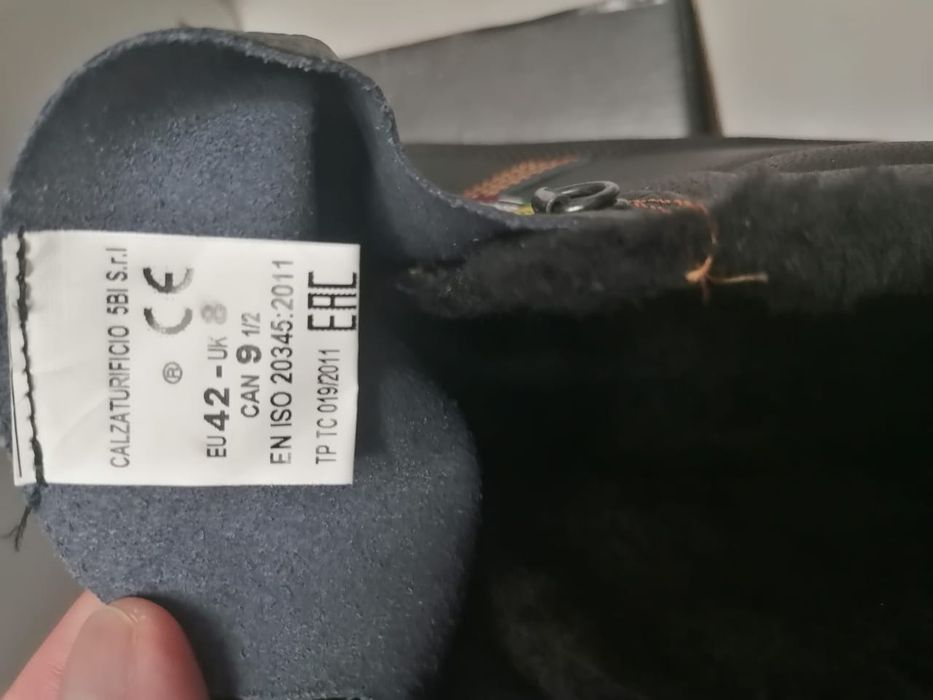 CALZATURIFICIO 5BI S.r.l
® CE
EU 42 - UK 8
CAN 9 1/2
EN ISO 20345:2011
TP TC 019/2011 EAC